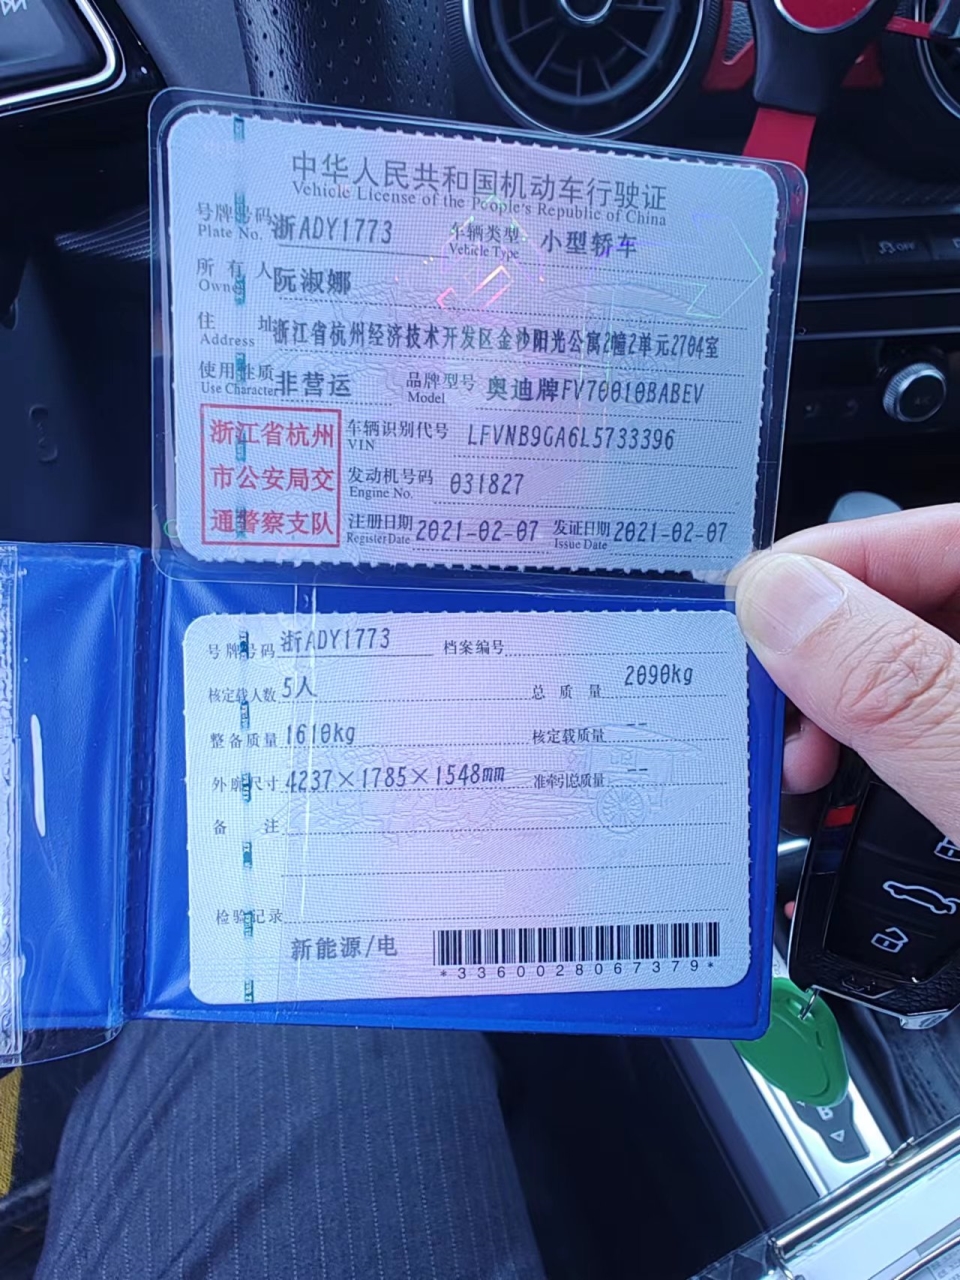 中华人民共和国机动车行驶证
Vehicle License of the People's Republic of China
号牌号码 浙ADY1773 车辆类型 小型轿车
Plate No. Vehicle Type
所有人 阮淑娜
Owner
住址 浙江省杭州经济技术开发区金沙阳光公寓2幢2单元2704室
Address
使用性质 非营运 品牌型号 奥迪牌FV70010BABEV
Use Character Model
浙江省杭州 车辆识别代号 LFVNB9GA6L5733396
VIN
市公安局交 发动机号码 031827
Engine No.
通警察支队 注册日期 2021-02-07 发证日期 2021-02-07
Register Date Issue Date
号牌号码 浙ADY1773 档案编号
核定载人数 5人 总质量 2090kg
整备质量 1610kg 核定载质量 --
外廓尺寸 4237×1785×1548mm 准牵引总质量 --
备注
检验记录
新能源/电
*3360028067379*
OFF
B